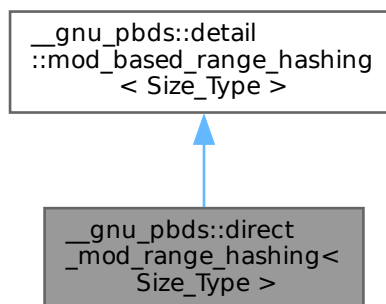 __gnu_pbds::detail
::mod_based_range_hashing
< Size_Type >
__gnu_pbds::direct
_mod_range_hashing<
Size_Type >